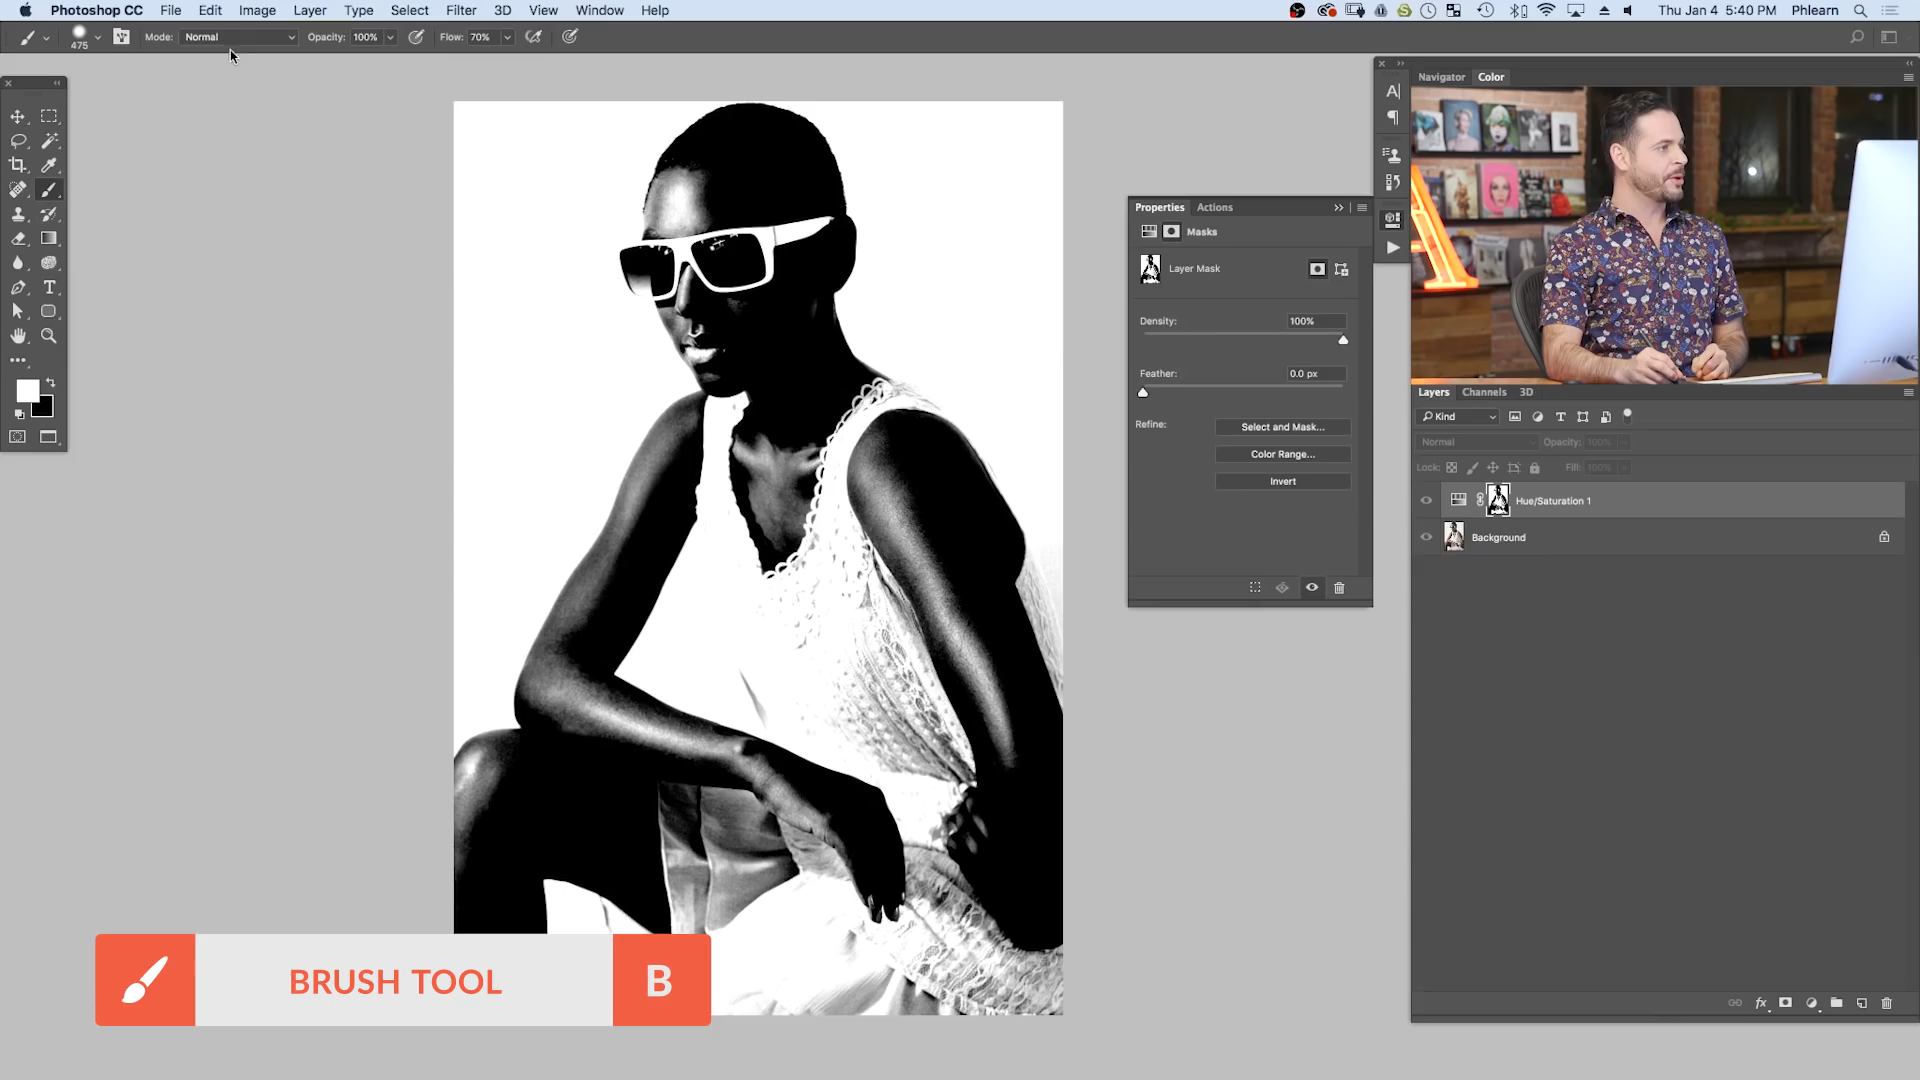 Photoshop CC File Edit Image Layer Type Select Filter 3D View Window Help
Thu Jan 4 5:40 PM Phlearn
475 Mode: Normal Opacity: 100% Flow: 70%
Navigator Color
Properties Actions
Masks
Layer Mask
Density: 100%
Feather: 0.0 px
Refine: Select and Mask...
Color Range...
Invert
Layers Channels 3D
Kind
Normal Opacity: 100%
Lock: Fill: 100%
Hue/Saturation 1
Background
BRUSH TOOL B